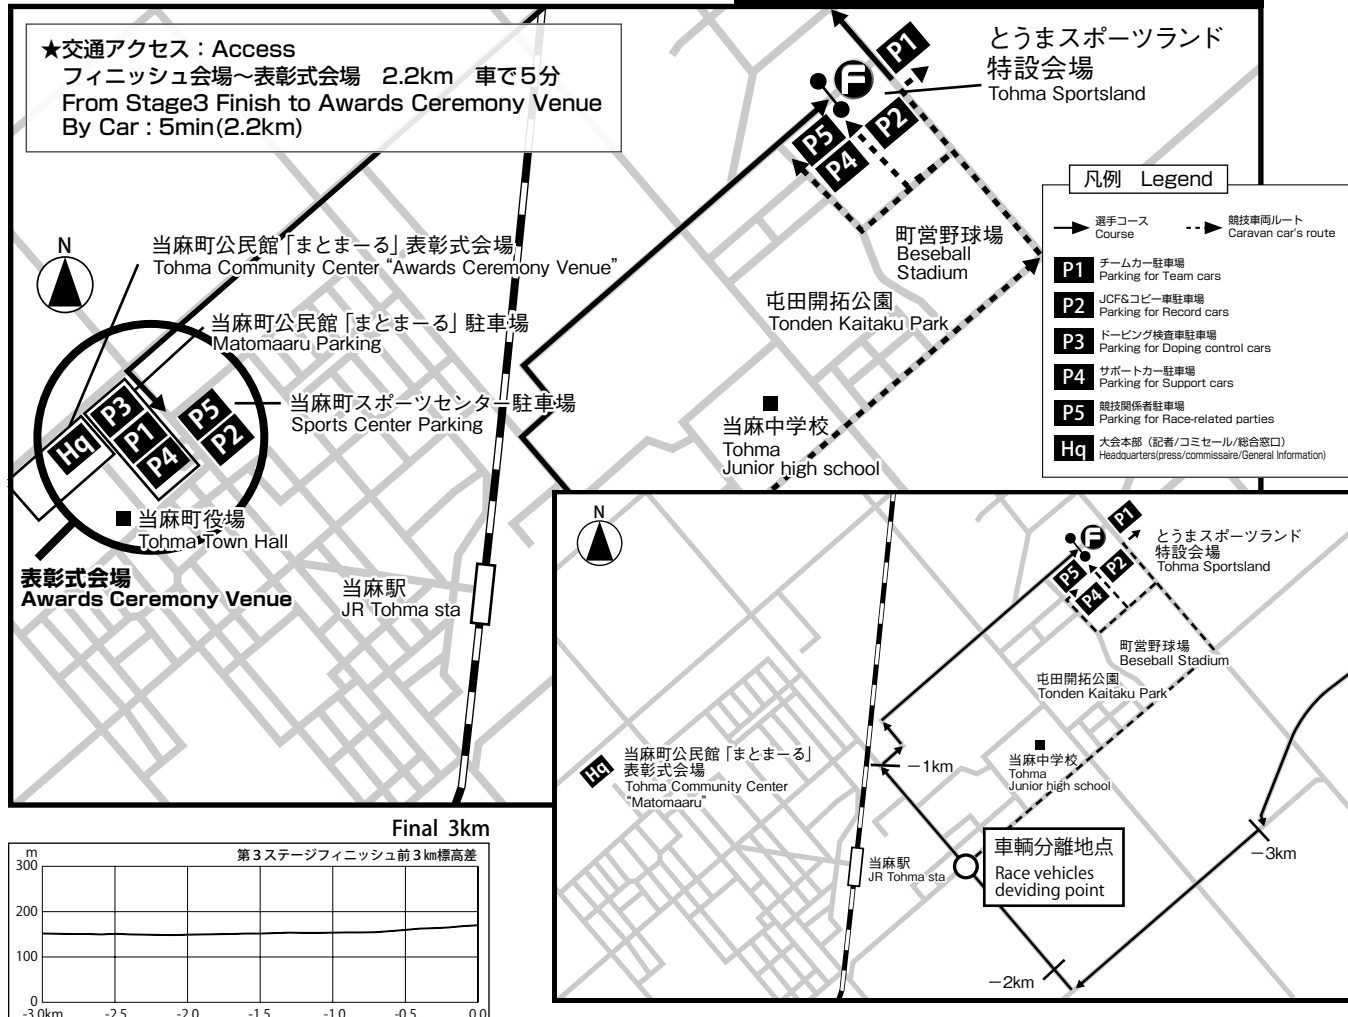 ★交通アクセス：Access
フィニッシュ会場～表彰式会場　2.2km　車で5分
From Stage3 Finish to Awards Ceremony Venue
By Car : 5min(2.2km)
P1
とうまスポーツランド
特設会場
Tohma Sportsland
F
P2
P5
P4
凡例　Legend
選手コース
Course
競技車両ルート
Caravan car's route
P1
チームカー駐車場
Parking for Team cars
P2
JCF&コピー車駐車場
Parking for Record cars
P3
ドーピング検査車駐車場
Parking for Doping control cars
P4
サポートカー駐車場
Parking for Support cars
P5
競技関係者駐車場
Parking for Race-related parties
Hq
大会本部（記者/コミセール/総合窓口）
Headquarters(press/commissaire/General Information)
町営野球場
Beseball
Stadium
屯田開拓公園
Tonden Kaitaku Park
当麻中学校
Tohma
Junior high school
N
当麻町公民館「まとまーる」表彰式会場
Tohma Community Center “Awards Ceremony Venue”
当麻町公民館「まとまーる」駐車場
Matomaaru Parking
当麻町スポーツセンター駐車場
Sports Center Parking
P3
P5
P1
P2
Hq
P4
当麻町役場
Tohma Town Hall
表彰式会場
Awards Ceremony Venue
当麻駅
JR Tohma sta
N
P1
F
とうまスポーツランド
特設会場
Tohma Sportsland
P2
P5
P4
町営野球場
Beseball Stadium
屯田開拓公園
Tonden Kaitaku Park
当麻中学校
Tohma
Junior high school
Hq
当麻町公民館「まとまーる」
表彰式会場
Tohma Community Center
“Matomaaru”
−1km
当麻駅
JR Tohma sta
車輌分離地点
Race vehicles
deviding point
−3km
−2km
Final 3km
m
第3ステージフィニッシュ前3km標高差
300
200
100
0
-3.0km
-2.5
-2.0
-1.5
-1.0
-0.5
0.0